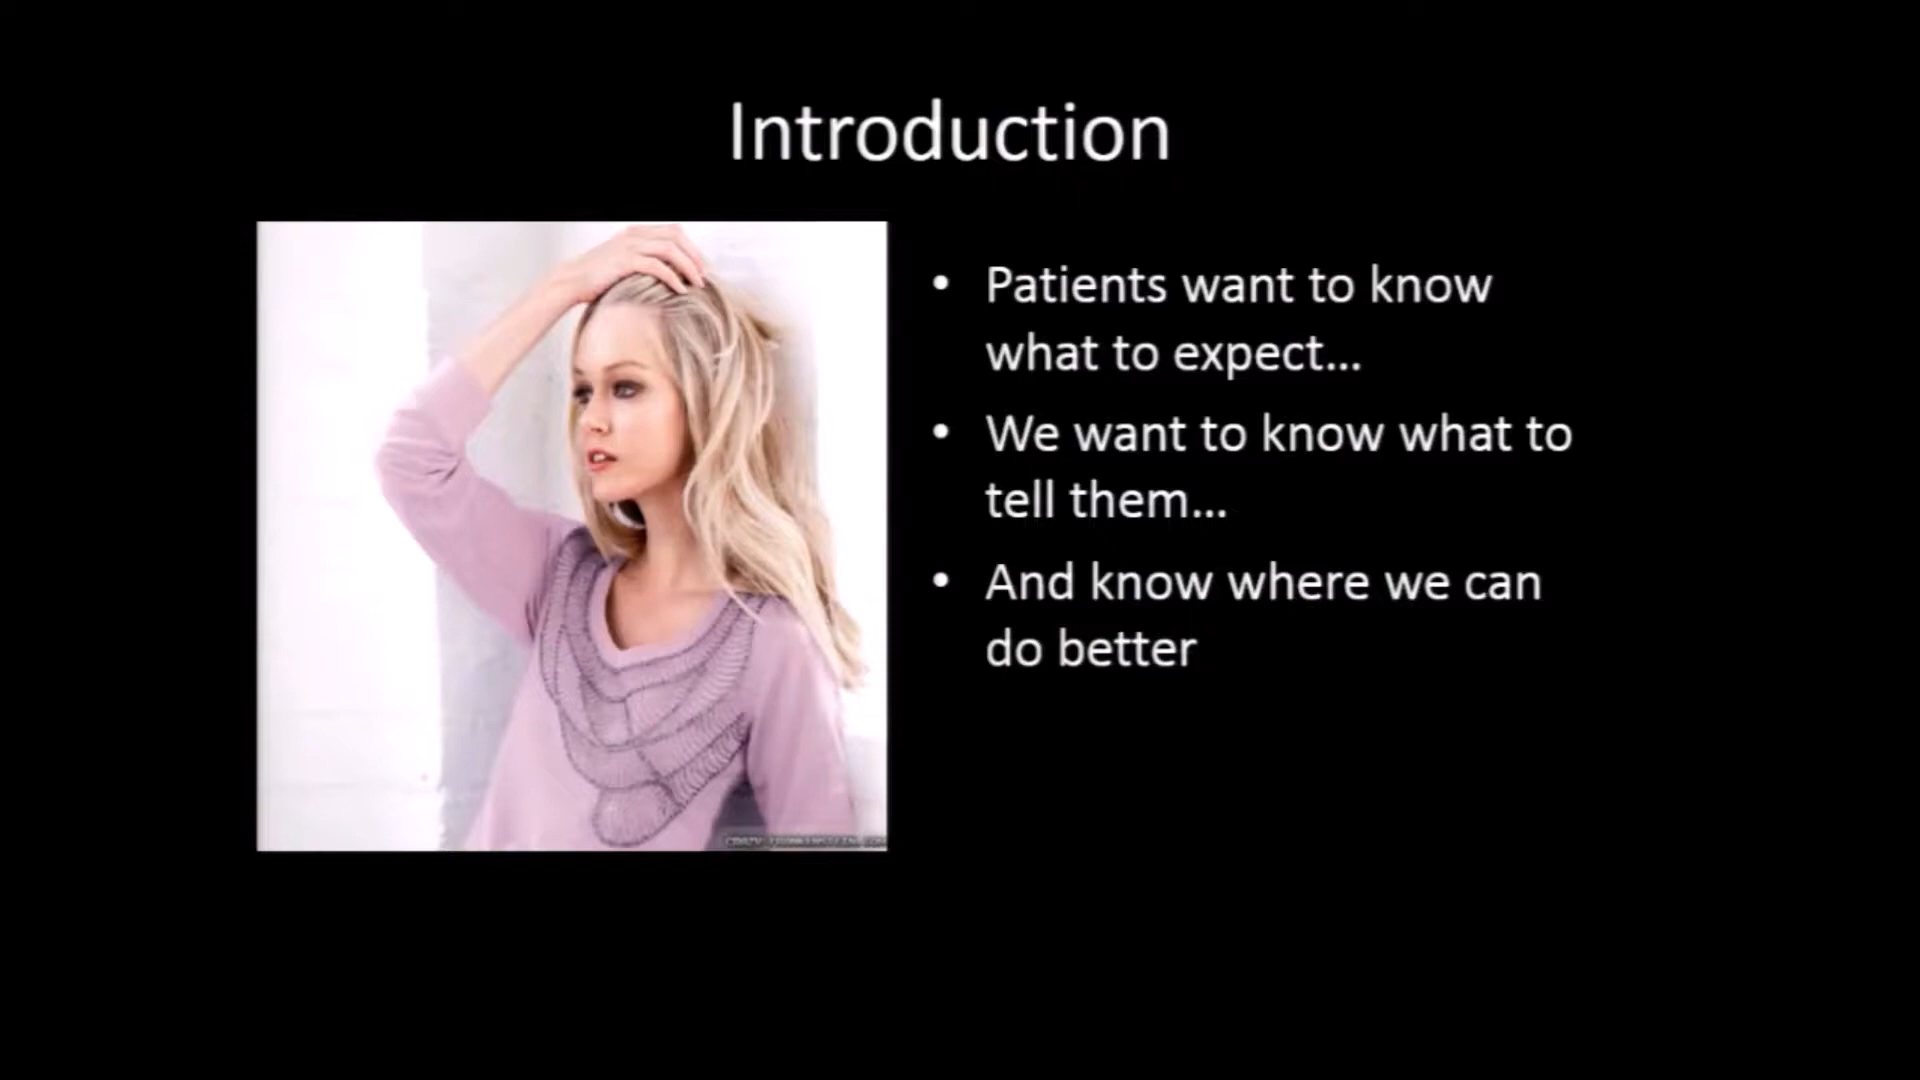 Introduction
• Patients want to know
what to expect...
• We want to know what to
tell them...
• And know where we can
do better